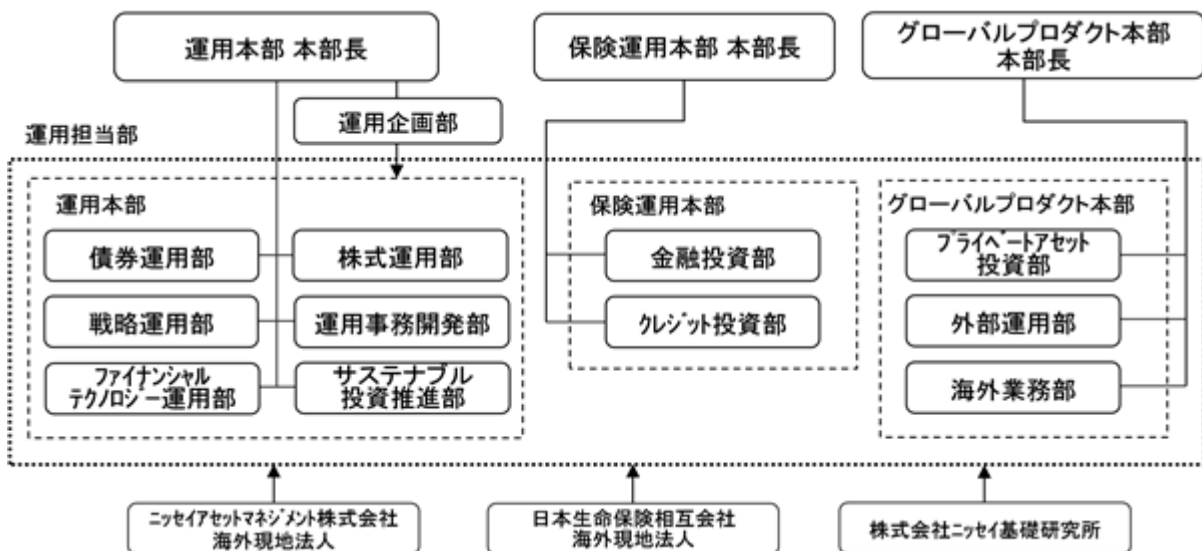 運用本部 本部長
保険運用本部 本部長
グローバルプロダクト本部
本部長
運用企画部
運用担当部
運用本部
債券運用部
株式運用部
戦略運用部
運用事務開発部
ファイナンシャル
テクノロジー運用部
サステナブル
投資推進部
保険運用本部
金融投資部
クレジット投資部
グローバルプロダクト本部
プライベートアセット
投資部
外部運用部
海外業務部
ニッセイアセットマネジメント株式会社
海外現地法人
日本生命保険相互会社
海外現地法人
株式会社ニッセイ基礎研究所